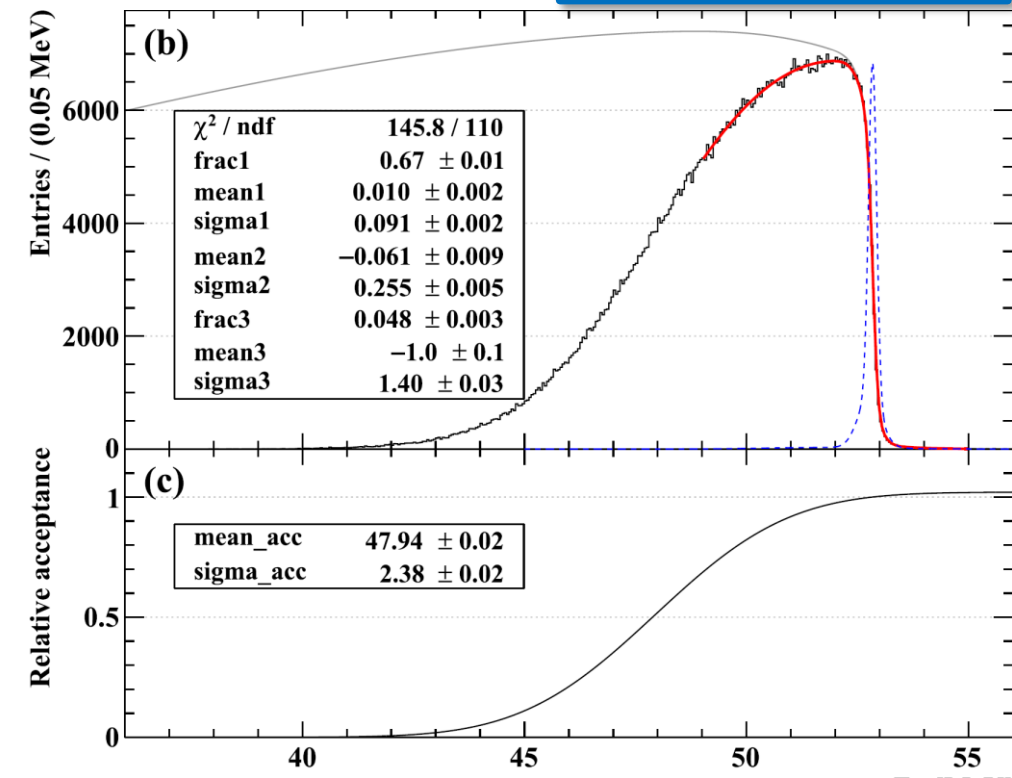 (b)
Entries / (0.05 MeV)
6000
4000
2000
0
χ² / ndf 145.8 / 110
frac1 0.67 ± 0.01
mean1 0.010 ± 0.002
sigma1 0.091 ± 0.002
mean2 −0.061 ± 0.009
sigma2 0.255 ± 0.005
frac3 0.048 ± 0.003
mean3 −1.0 ± 0.1
sigma3 1.40 ± 0.03
(c)
Relative acceptance
1
0.5
0
mean_acc 47.94 ± 0.02
sigma_acc 2.38 ± 0.02
40 45 50 55